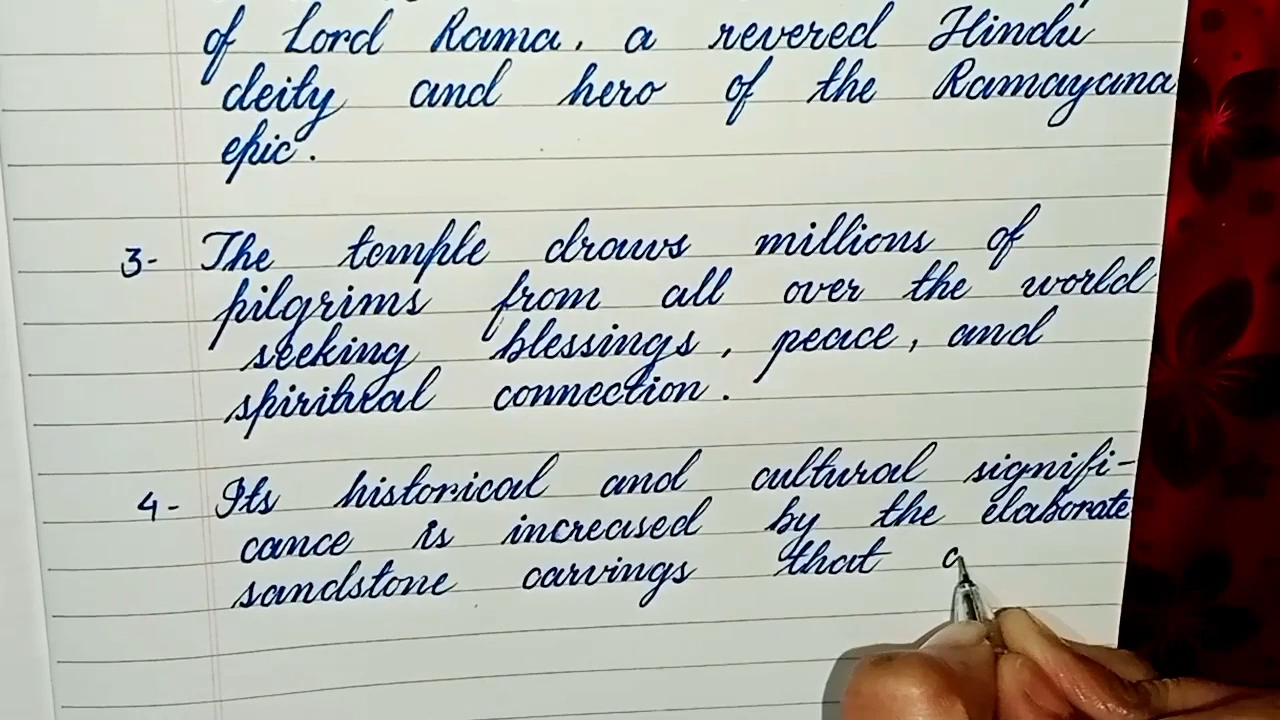 of Lord Rama, a revered Hindu
deity and hero of the Ramayana
epic.
3- The temple draws millions of
pilgrims from all over the world
seeking blessings, peace, and
spiritual connection.
4- Its historical and cultural signifi-
cance is increased by the elaborate
sandstone carvings that